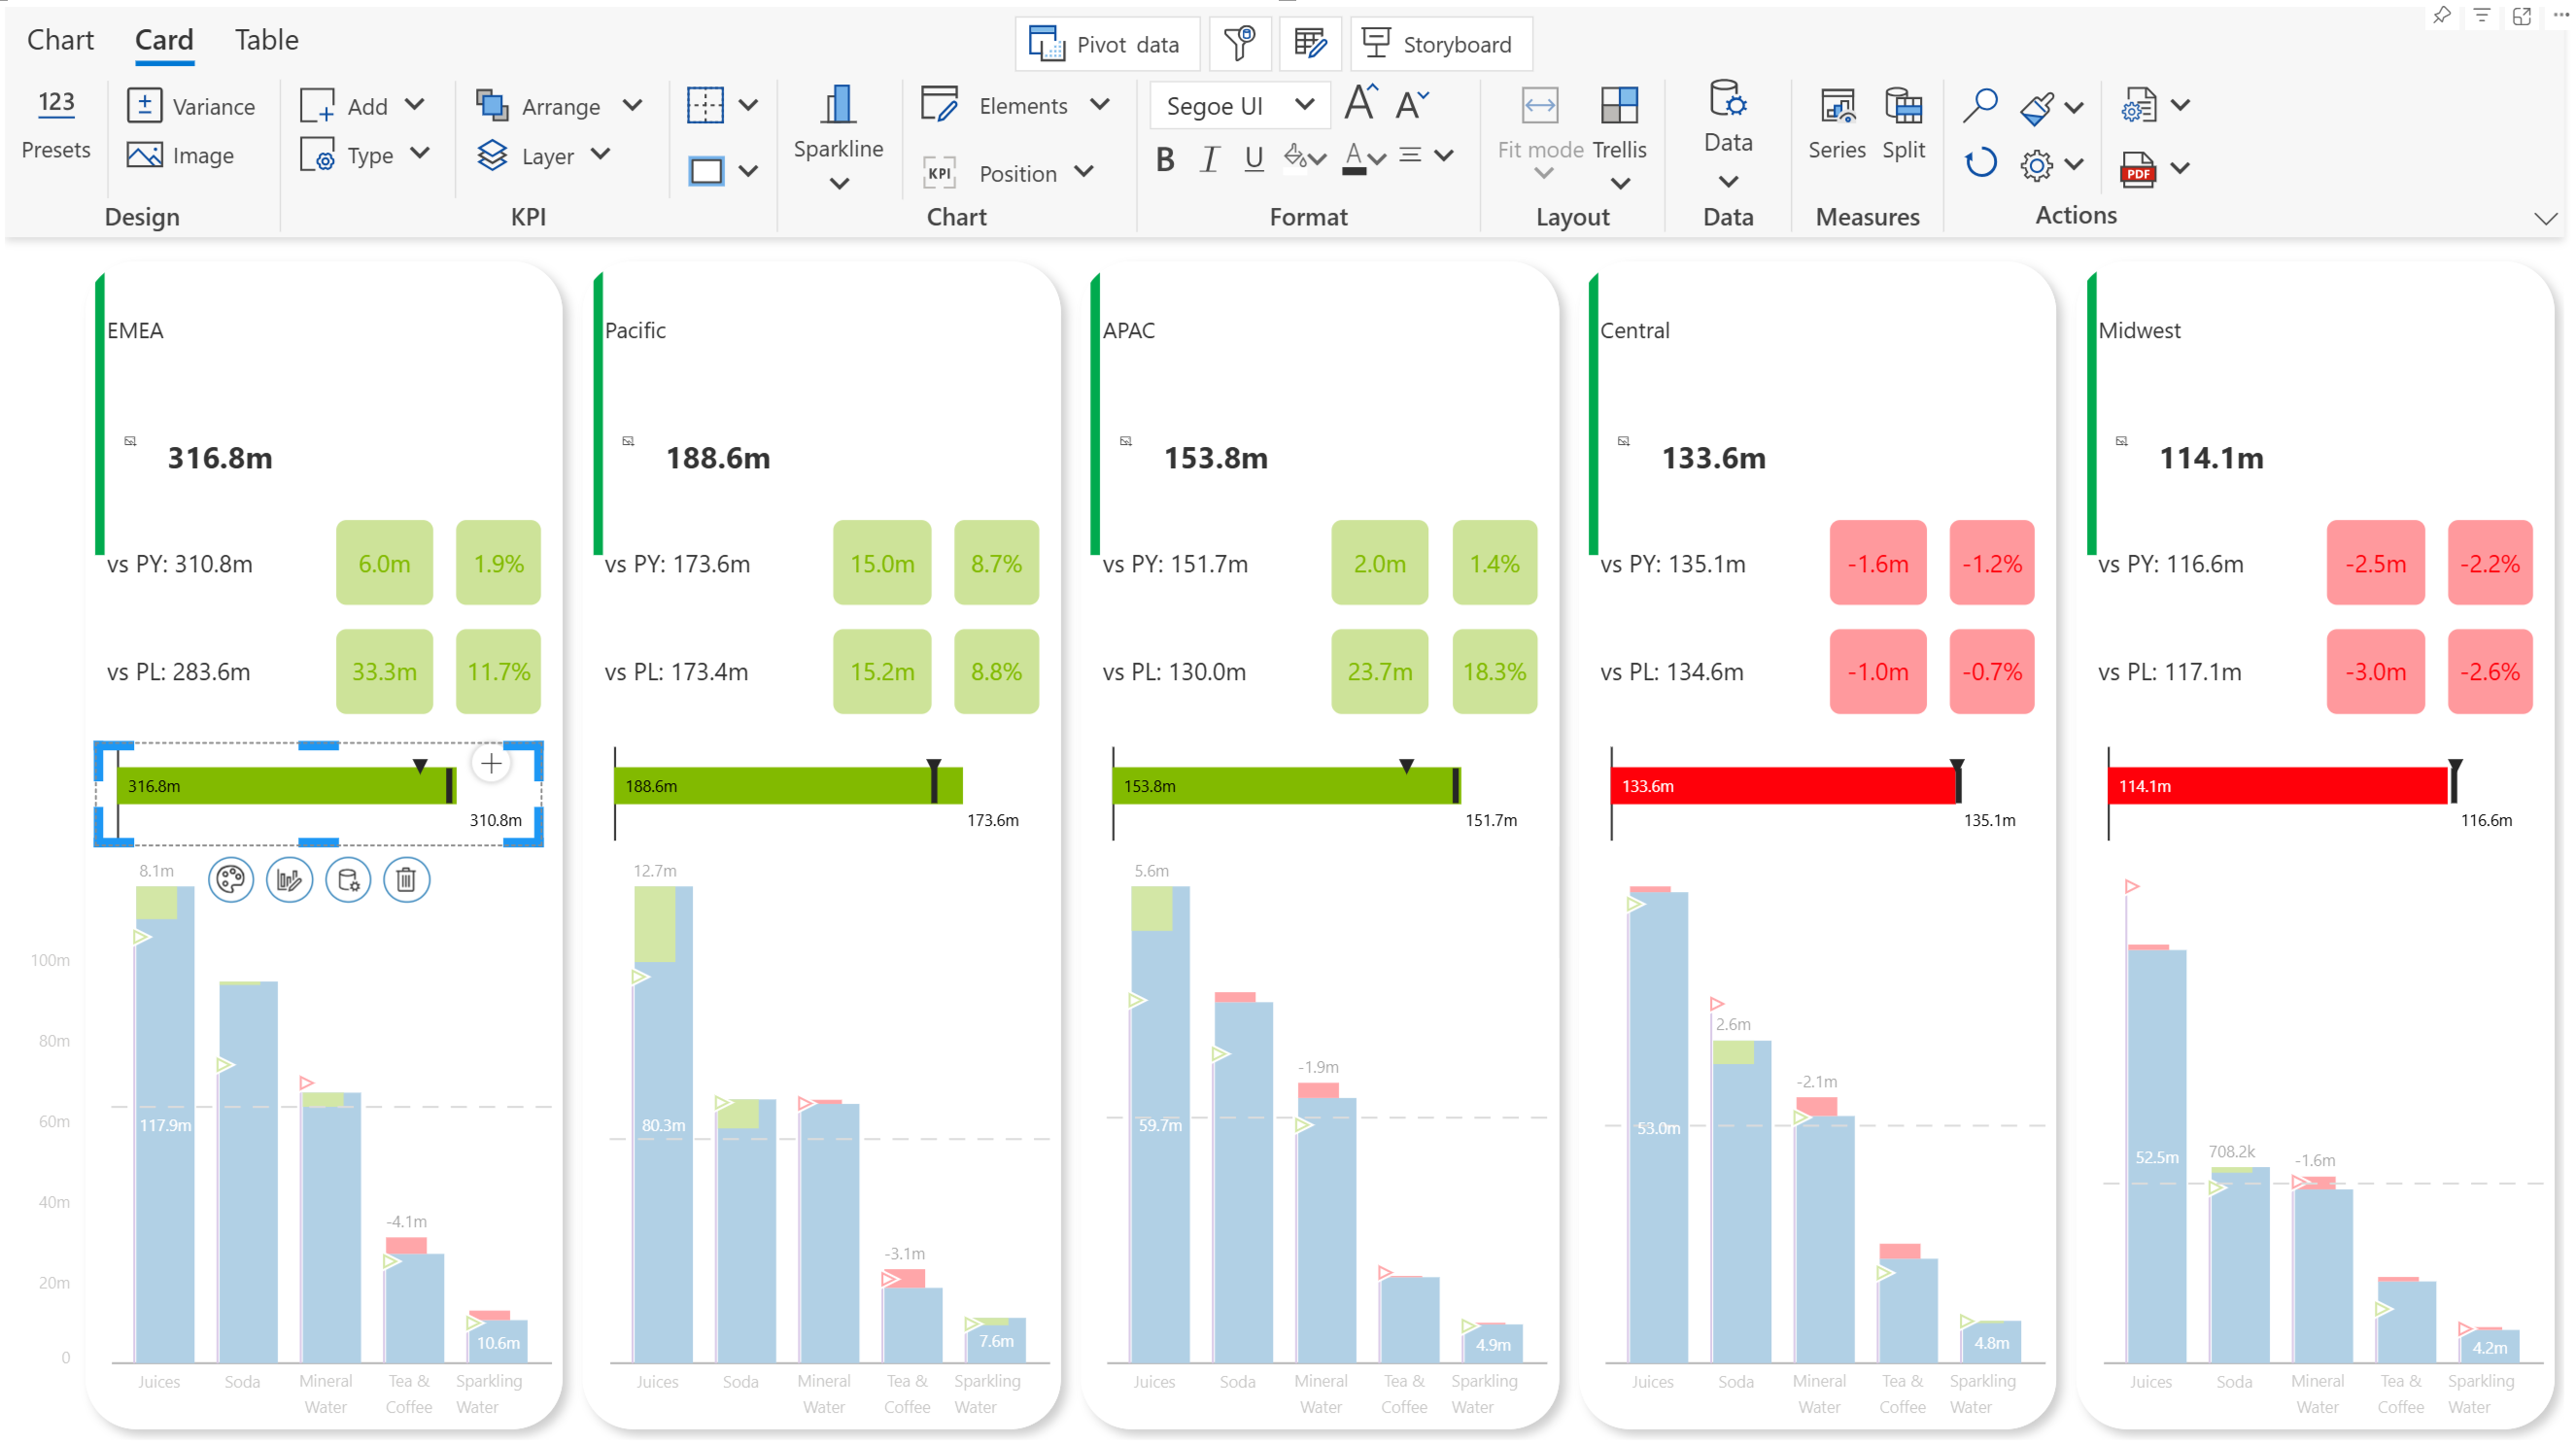 Chart Card Table
Pivot data Storyboard
123 Presets
Variance
Image
Design
Add
Type
Arrange
Layer
KPI
Sparkline
Elements
KPI Position
Chart
Segoe UI A A
B I U A
Format
Fit mode
Trellis
Layout
Data
Data
Series Split
Measures
PDF
Actions
EMEA
316.8m
vs PY: 310.8m 6.0m 1.9%
vs PL: 283.6m 33.3m 11.7%
316.8m
310.8m
8.1m
100m
80m
60m
40m
20m
0
117.9m
-4.1m
10.6m
Juices Soda Mineral Water Tea & Coffee Sparkling Water
Pacific
188.6m
vs PY: 173.6m 15.0m 8.7%
vs PL: 173.4m 15.2m 8.8%
188.6m
173.6m
12.7m
80.3m
-3.1m
7.6m
Juices Soda Mineral Water Tea & Coffee Sparkling Water
APAC
153.8m
vs PY: 151.7m 2.0m 1.4%
vs PL: 130.0m 23.7m 18.3%
153.8m
151.7m
5.6m
-1.9m
59.7m
4.9m
Juices Soda Mineral Water Tea & Coffee Sparkling Water
Central
133.6m
vs PY: 135.1m -1.6m -1.2%
vs PL: 134.6m -1.0m -0.7%
133.6m
135.1m
2.6m
-2.1m
53.0m
4.8m
Juices Soda Mineral Water Tea & Coffee Sparkling Water
Midwest
114.1m
vs PY: 116.6m -2.5m -2.2%
vs PL: 117.1m -3.0m -2.6%
114.1m
116.6m
52.5m
708.2k
-1.6m
4.2m
Juices Soda Mineral Water Tea & Coffee Sparkling Water